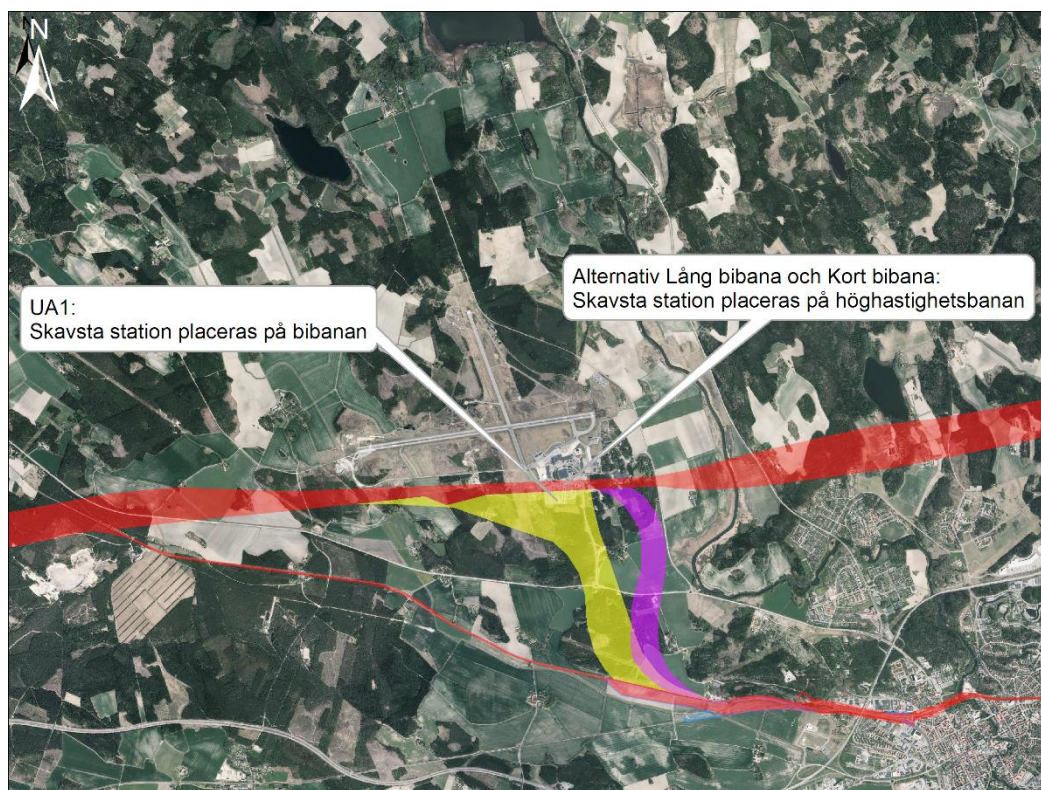 N
UA1:
Skavsta station placeras på bibanan
Alternativ Lång bibana och Kort bibana:
Skavsta station placeras på höghastighetsbanan